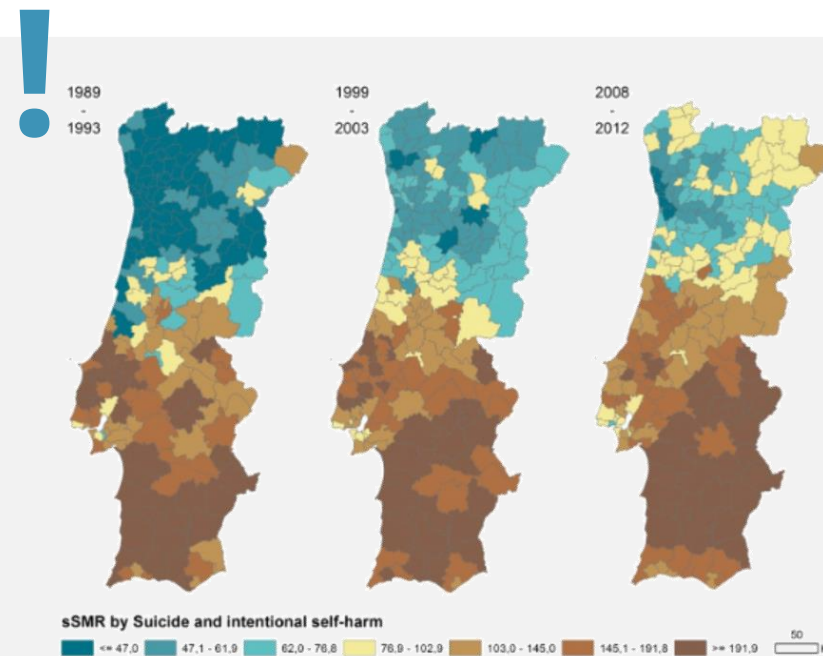 !
1989
-
1993
1999
-
2003
2008
-
2012
sSMR by Suicide and intentional self-harm
<= 47,0
47,1 - 61,9
62,0 - 76,8
76,9 - 102,9
103,0 - 145,0
145,1 - 191,8
>= 191,9
50